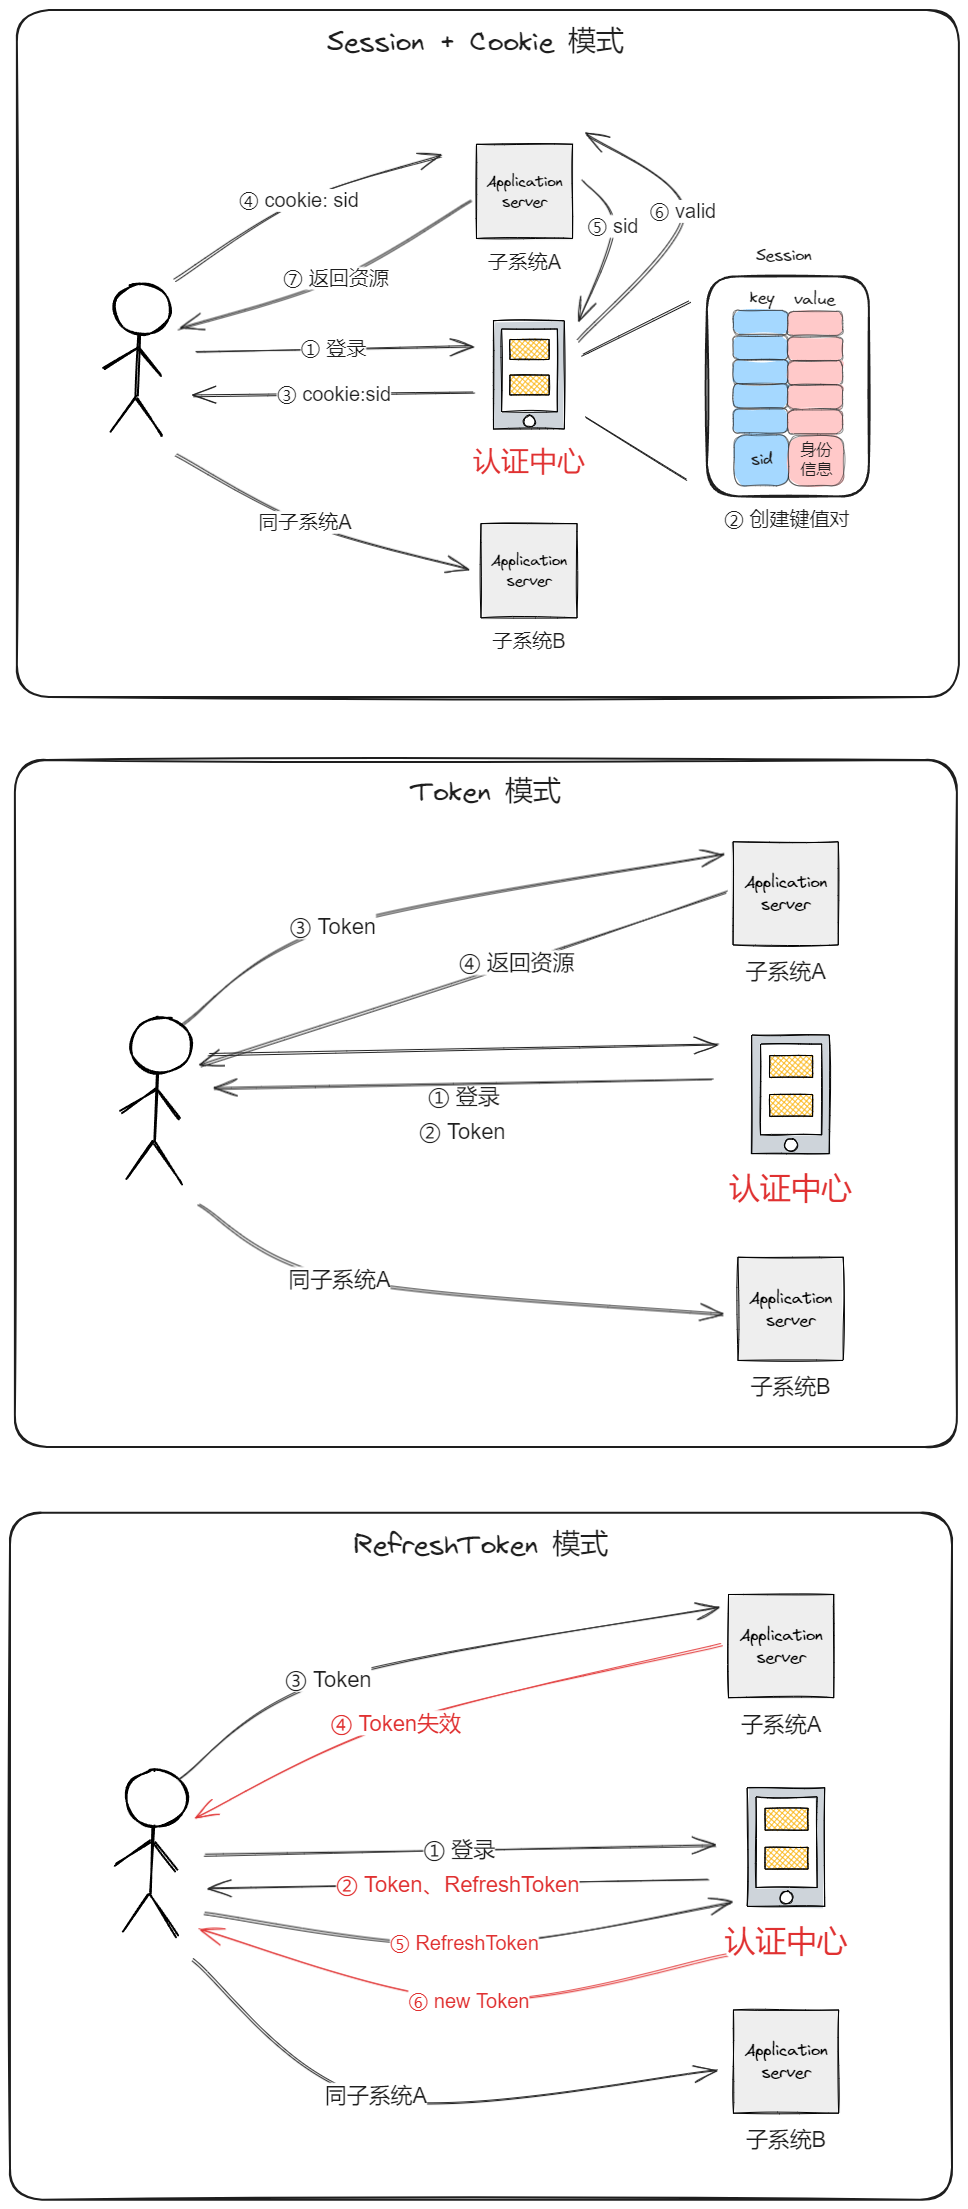 Session + Cookie 模式
④ cookie: sid
Application
server
子系统A
⑤ sid
⑥ valid
⑦ 返回资源
Session
key
value
sid
身份
信息
② 创建键值对
① 登录
③ cookie:sid
认证中心
同子系统A
Application
server
子系统B
Token 模式
③ Token
Application
server
子系统A
④ 返回资源
① 登录
② Token
认证中心
同子系统A
Application
server
子系统B
RefreshToken 模式
③ Token
Application
server
子系统A
④ Token失效
① 登录
② Token、RefreshToken
⑤ RefreshToken
认证中心
⑥ new Token
同子系统A
Application
server
子系统B